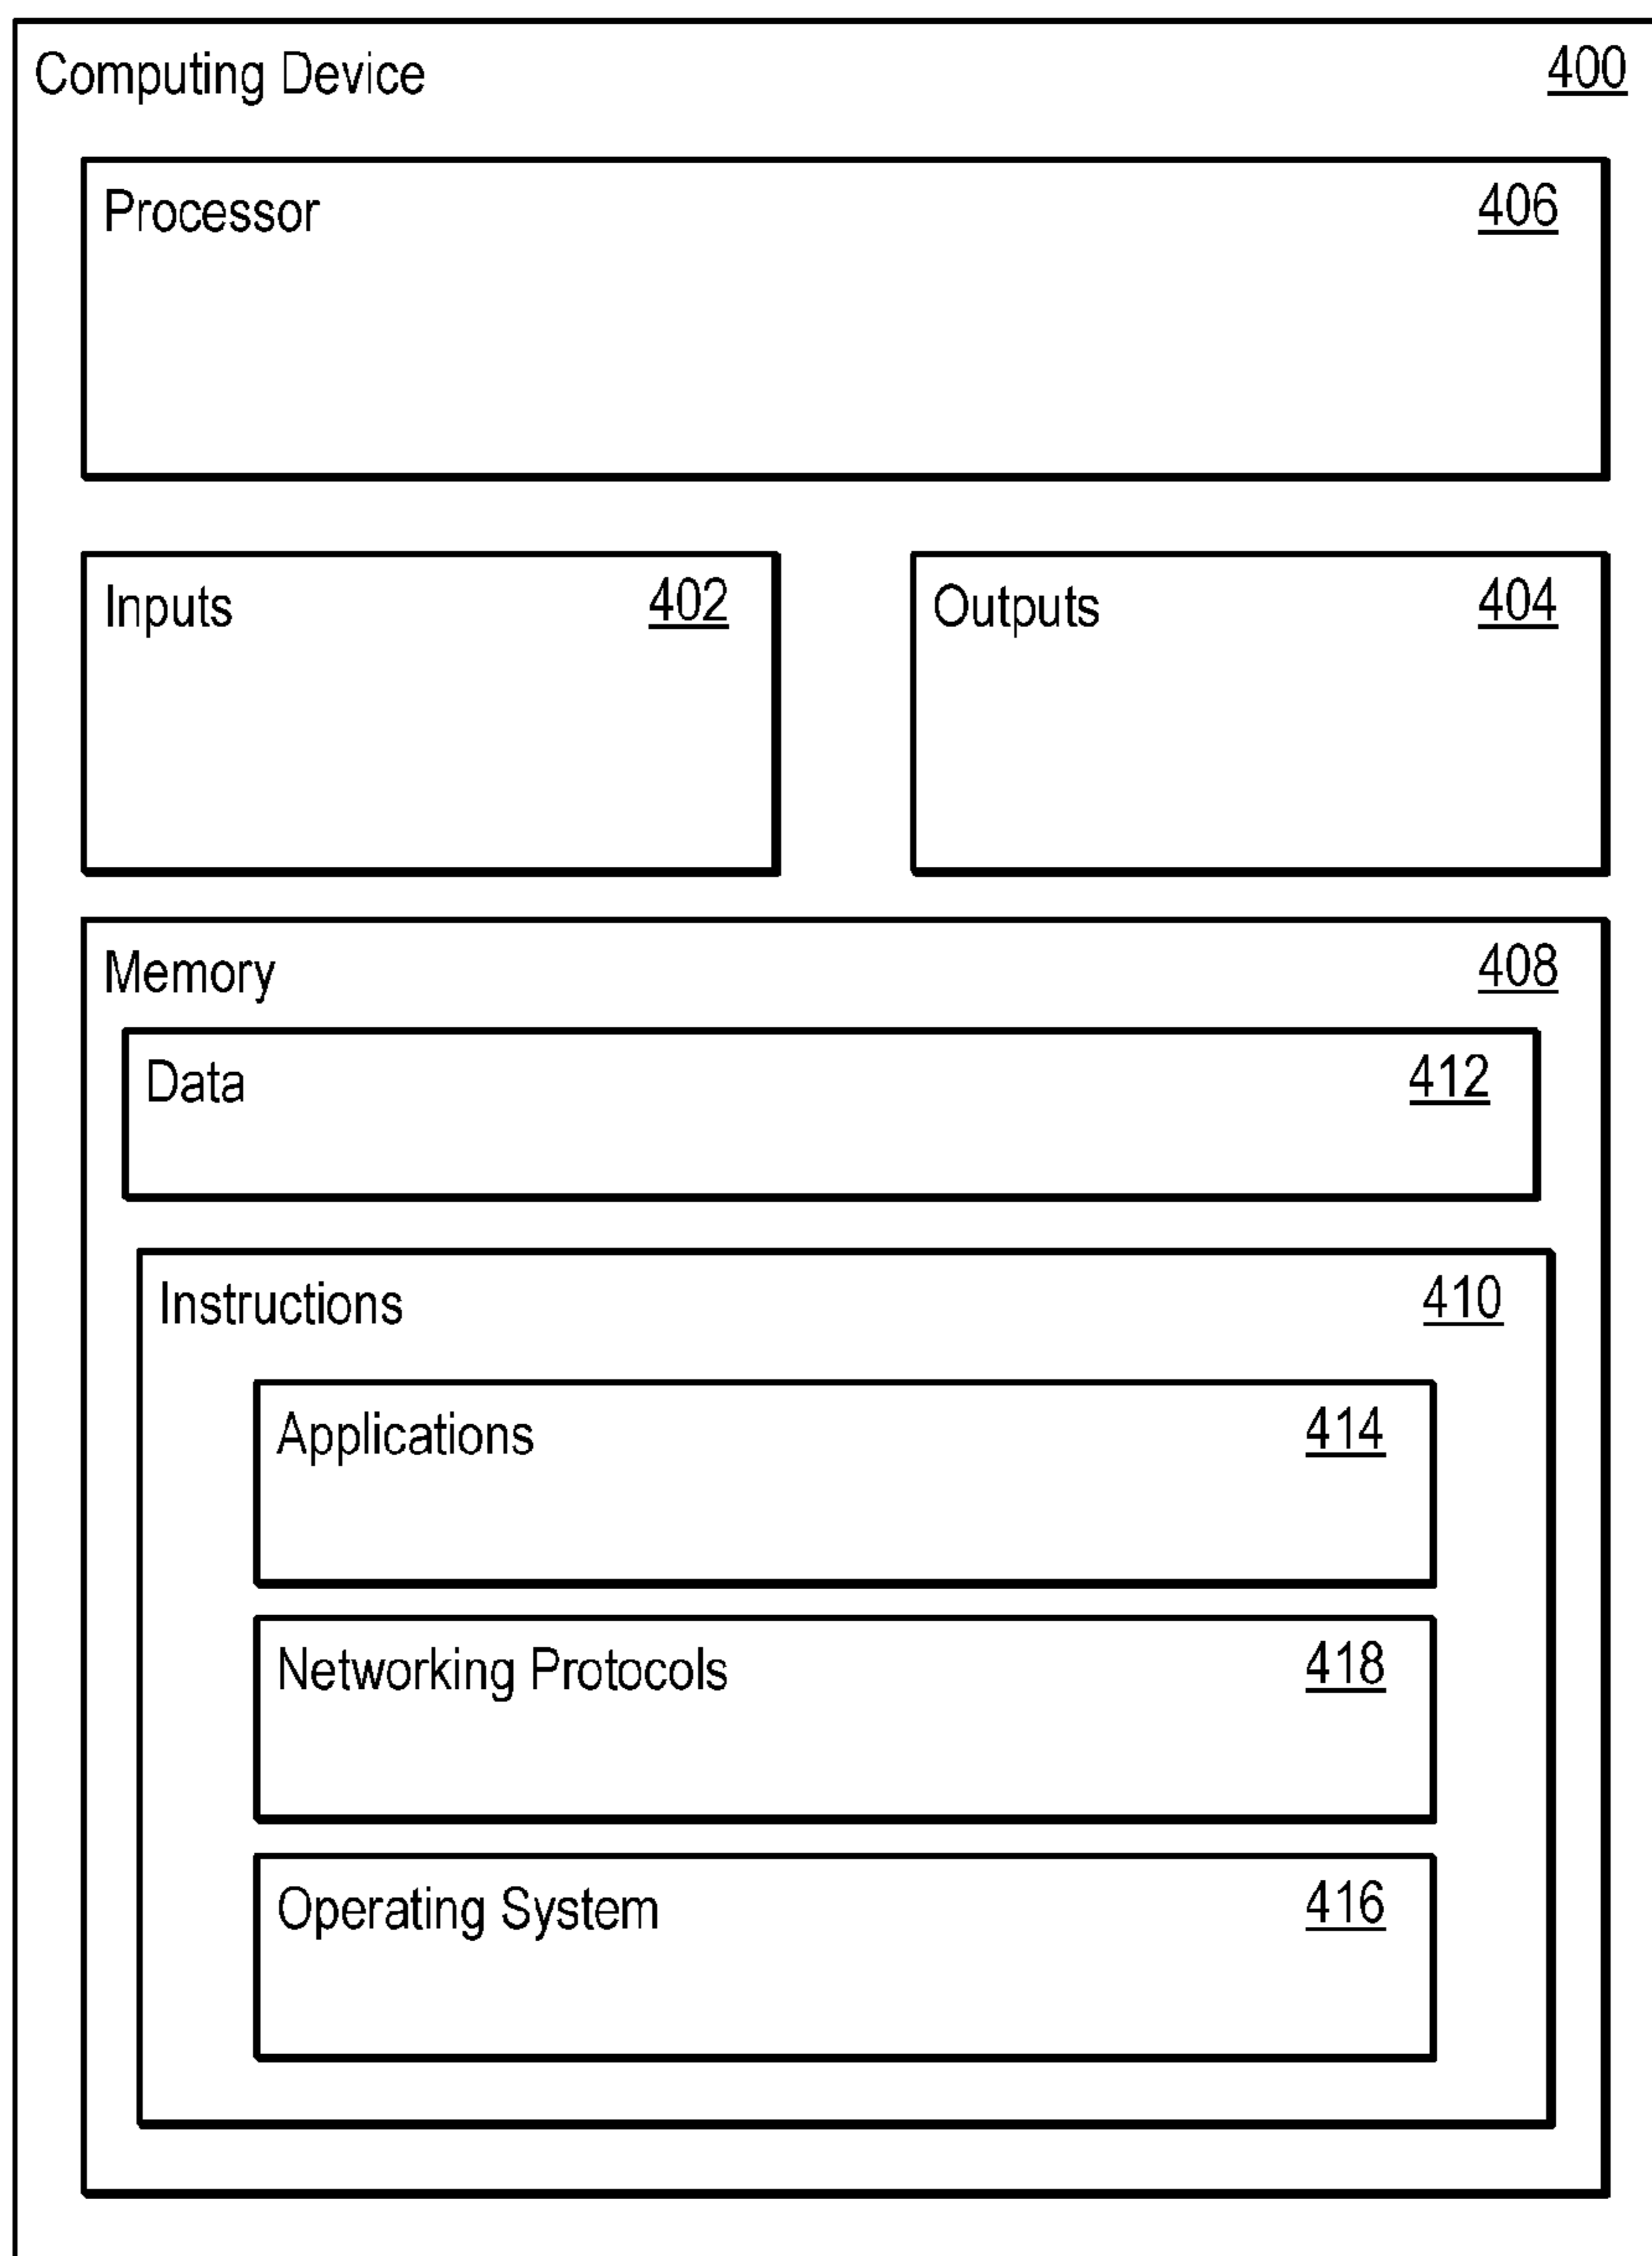 Computing Device 400
Processor 406
Inputs 402
Outputs 404
Memory 408
Data 412
Instructions 410
Applications 414
Networking Protocols 418
Operating System 416